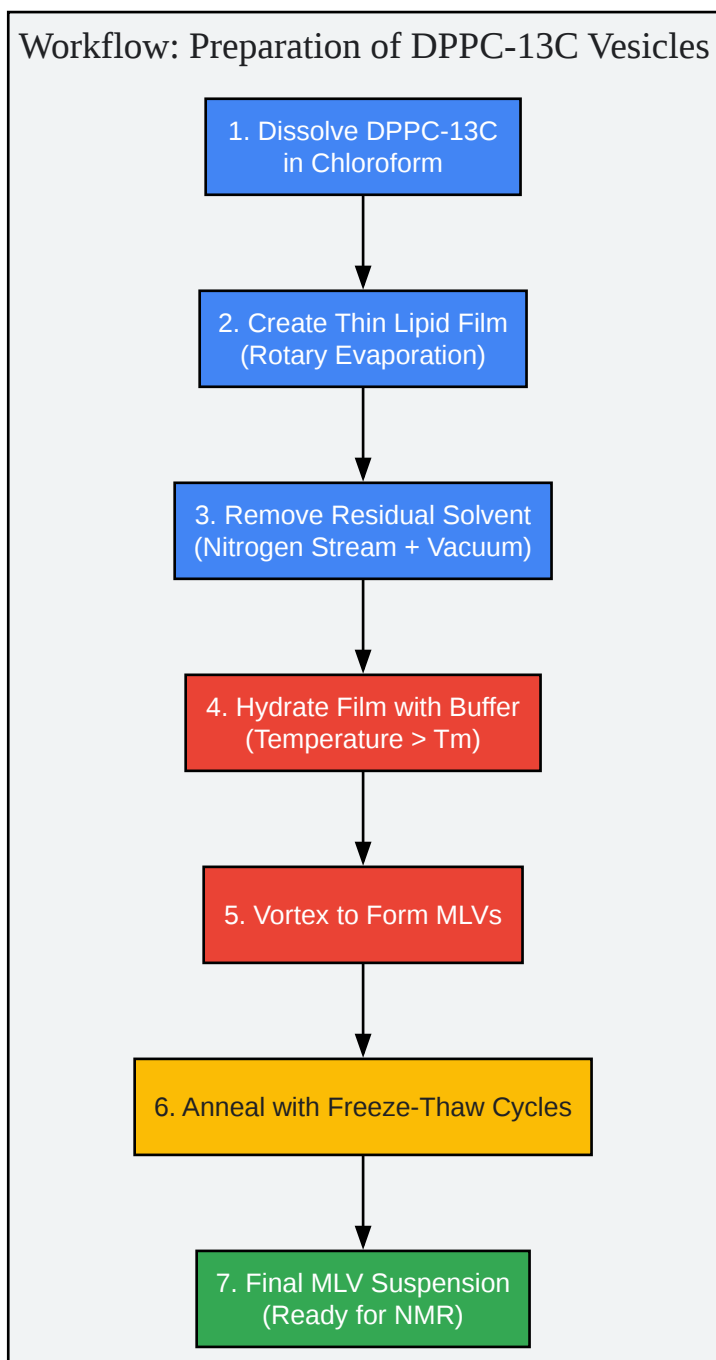 Workflow: Preparation of DPPC-13C Vesicles
1. Dissolve DPPC-13C
in Chloroform
2. Create Thin Lipid Film
(Rotary Evaporation)
3. Remove Residual Solvent
(Nitrogen Stream + Vacuum)
4. Hydrate Film with Buffer
(Temperature > Tm)
5. Vortex to Form MLVs
6. Anneal with Freeze-Thaw Cycles
7. Final MLV Suspension
(Ready for NMR)